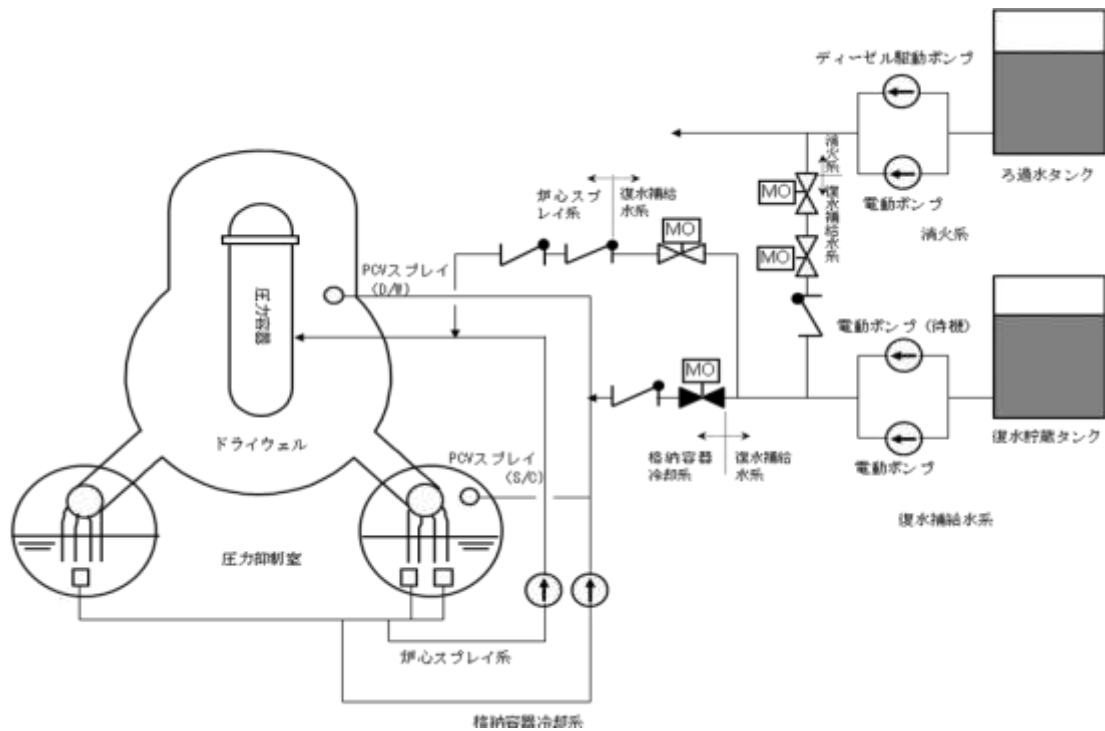 ディーゼル駆動ポンプ
ろ過水タンク
電動ポンプ
消火系
消火系
復水補給水系
MO
MO
炉心スプ
レイ系
復水補給
水系
MO
PCVスプレイ
(D/W)
圧力容器
電動ポンプ(待機)
MO
ドライウェル
復水貯蔵タンク
電動ポンプ
格納容器
冷却系
復水補給
水系
PCVスプレイ
(S/C)
復水補給水系
圧力抑制室
炉心スプレイ系
格納容器冷却系